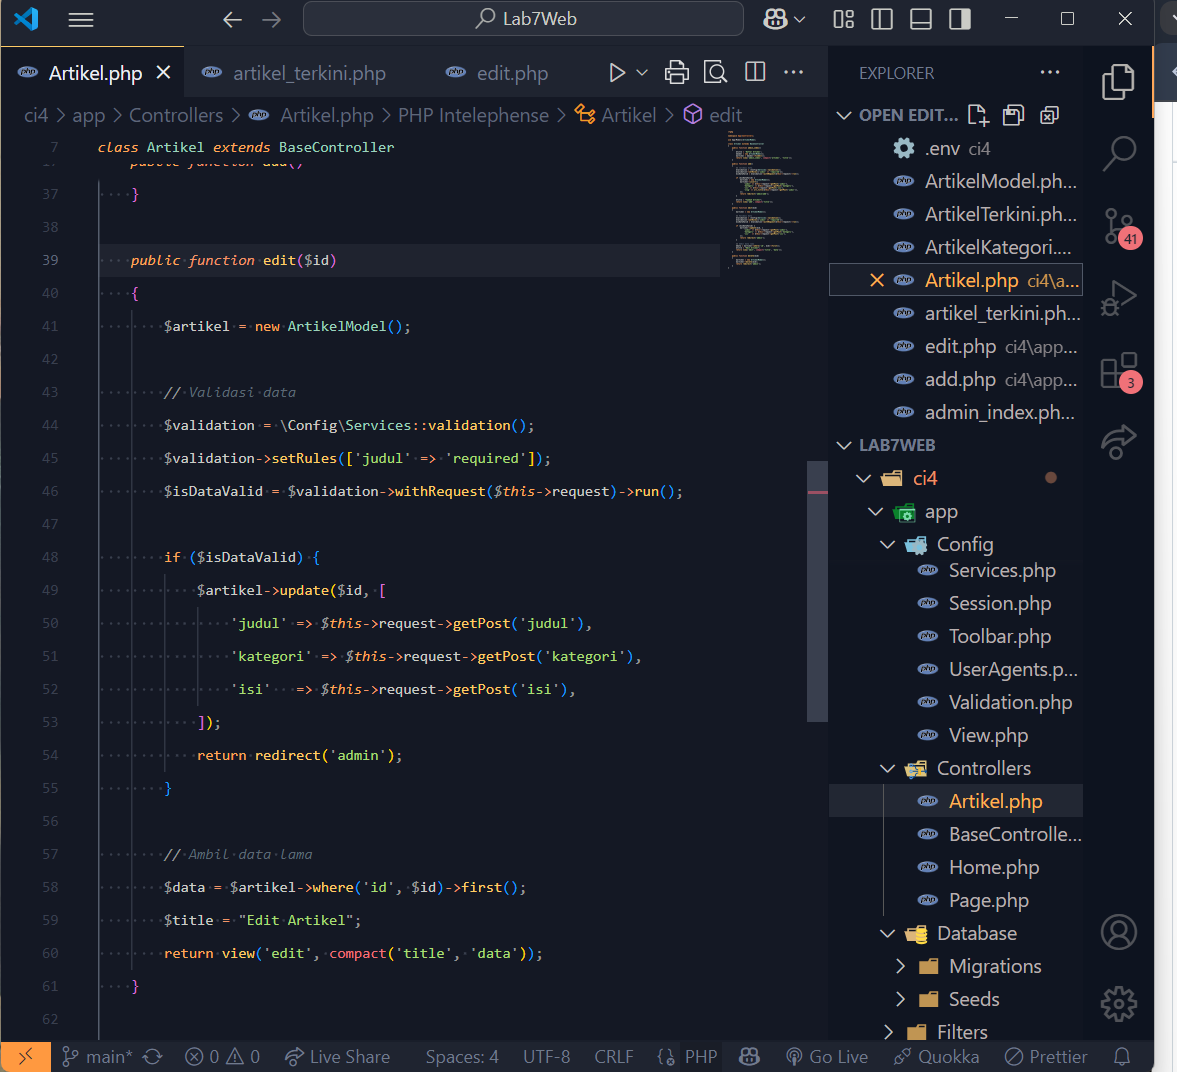 Lab7Web
Artikel.php
artikel_terkini.php
edit.php
ci4 > app > Controllers > Artikel.php > PHP Intelephense > Artikel > edit
7 class Artikel extends BaseController
37 }
38
39 public function edit($id)
40 {
41 $artikel = new ArtikelModel();
42
43 // Validasi data
44 $validation = \Config\Services::validation();
45 $validation->setRules(['judul' => 'required']);
46 $isDataValid = $validation->withRequest($this->request)->run();
47
48 if ($isDataValid) {
49 $artikel->update($id, [
50 'judul' => $this->request->getPost('judul'),
51 'kategori' => $this->request->getPost('kategori'),
52 'isi'   => $this->request->getPost('isi'),
53 ]);
54 return redirect('admin');
55 }
56
57 // Ambil data lama
58 $data = $artikel->where('id', $id)->first();
59 $title = "Edit Artikel";
60 return view('edit', compact('title', 'data'));
61 }
62
EXPLORER
OPEN EDIT...
.env ci4
ArtikelModel.ph...
ArtikelTerkini.ph...
ArtikelKategori....
Artikel.php ci4\a...
artikel_terkini.ph...
edit.php ci4\app...
add.php ci4\app...
admin_index.ph...
LAB7WEB
ci4
app
Config
Services.php
Session.php
Toolbar.php
UserAgents.p...
Validation.php
View.php
Controllers
Artikel.php
BaseControlle...
Home.php
Page.php
Database
Migrations
Seeds
Filters
41
3
main* 0 0 Live Share Spaces: 4 UTF-8 CRLF PHP Go Live Quokka Prettier